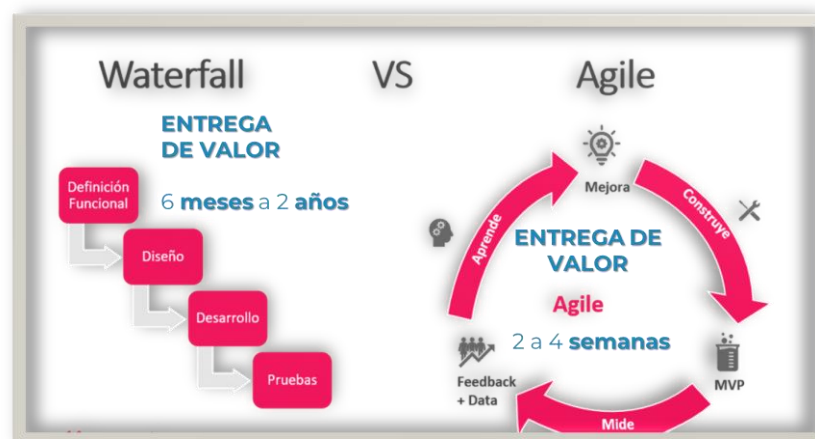 Waterfall
VS
Agile
ENTREGA
DE VALOR
6 meses a 2 años
Definición
Funcional
Diseño
Desarrollo
Pruebas
Mejora
Construye
Aprende
ENTREGA DE
VALOR
Agile
2 a 4 semanas
Feedback
+ Data
MVP
Mide